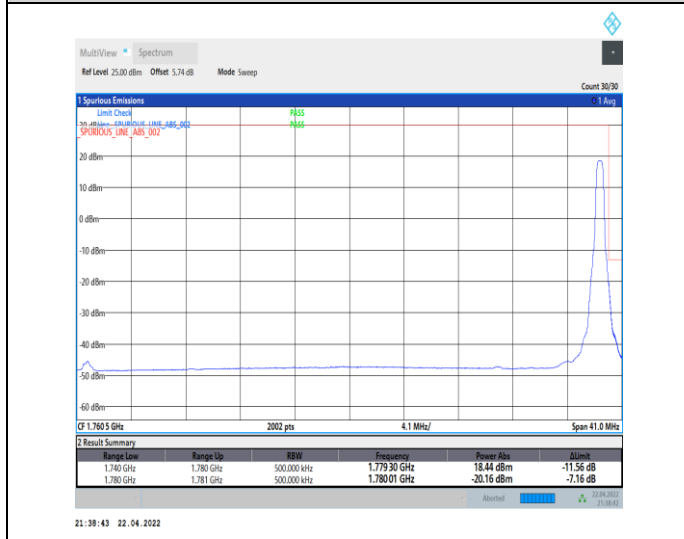 MultiView Spectrum
Ref Level 25.00 dBm Offset 5.74 dB Mode Sweep
Count 30/30
1 Spurious Emissions 1 Avg
Limit Check PASS
SPURIOUS_LINE_ABS_002 PASS
SPURIOUS_LINE_ABS_002
20 dBm
10 dBm
0 dBm
-10 dBm
-20 dBm
-30 dBm
-40 dBm
-50 dBm
-60 dBm
CF 1.7605 GHz 2002 pts 4.1 MHz/ Span 41.0 MHz
2 Result Summary
Range Low Range Up RBW Frequency Power Abs ΔLimit
1.740 GHz 1.780 GHz 500.000 kHz 1.77930 GHz 18.44 dBm -11.56 dB
1.780 GHz 1.781 GHz 500.000 kHz 1.78001 GHz -20.16 dBm -7.16 dB
Aborted 22.04.2022
21:38:42
21:38:43 22.04.2022